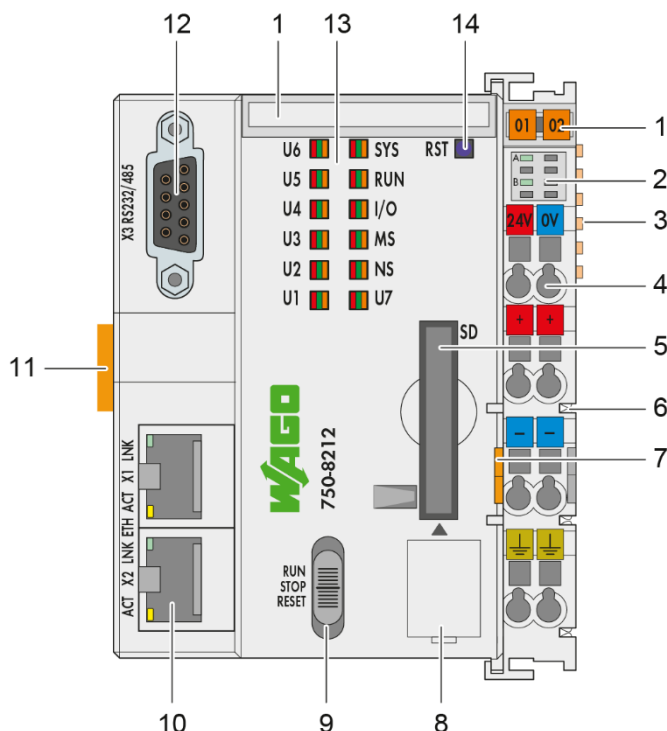 12
1
13
14
01 02
1
A
B
2
3
24V 0V
4
X3 RS232/485
U6 SYS RST
U5 RUN
U4 I/O
U3 MS
U2 NS
U1 U7
SD
5
+ +
6
11
WAGO
750-8212
7
− −
ACT X1 LNK
ETH
ACT X2 LNK
RUN
STOP
RESET
10
9
8